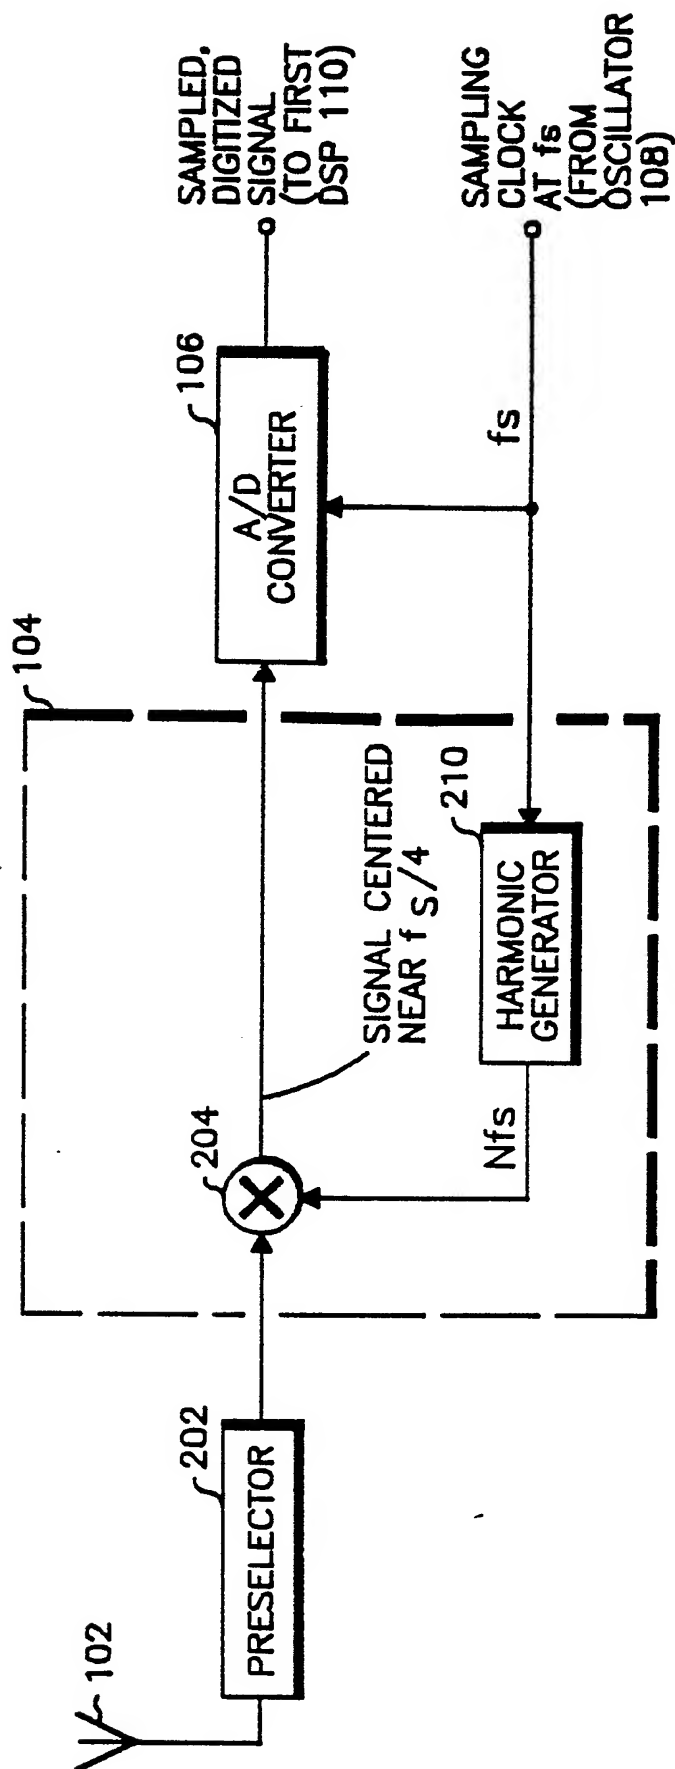 102
202
PRESELECTOR
104
204
SIGNAL CENTERED
NEAR fS/4
Nfs
210
HARMONIC
GENERATOR
106
A/D
CONVERTER
fs
SAMPLED,
DIGITIZED
SIGNAL
(TO FIRST
DSP 110)
SAMPLING
CLOCK
AT fs
(FROM
OSCILLATOR
108)